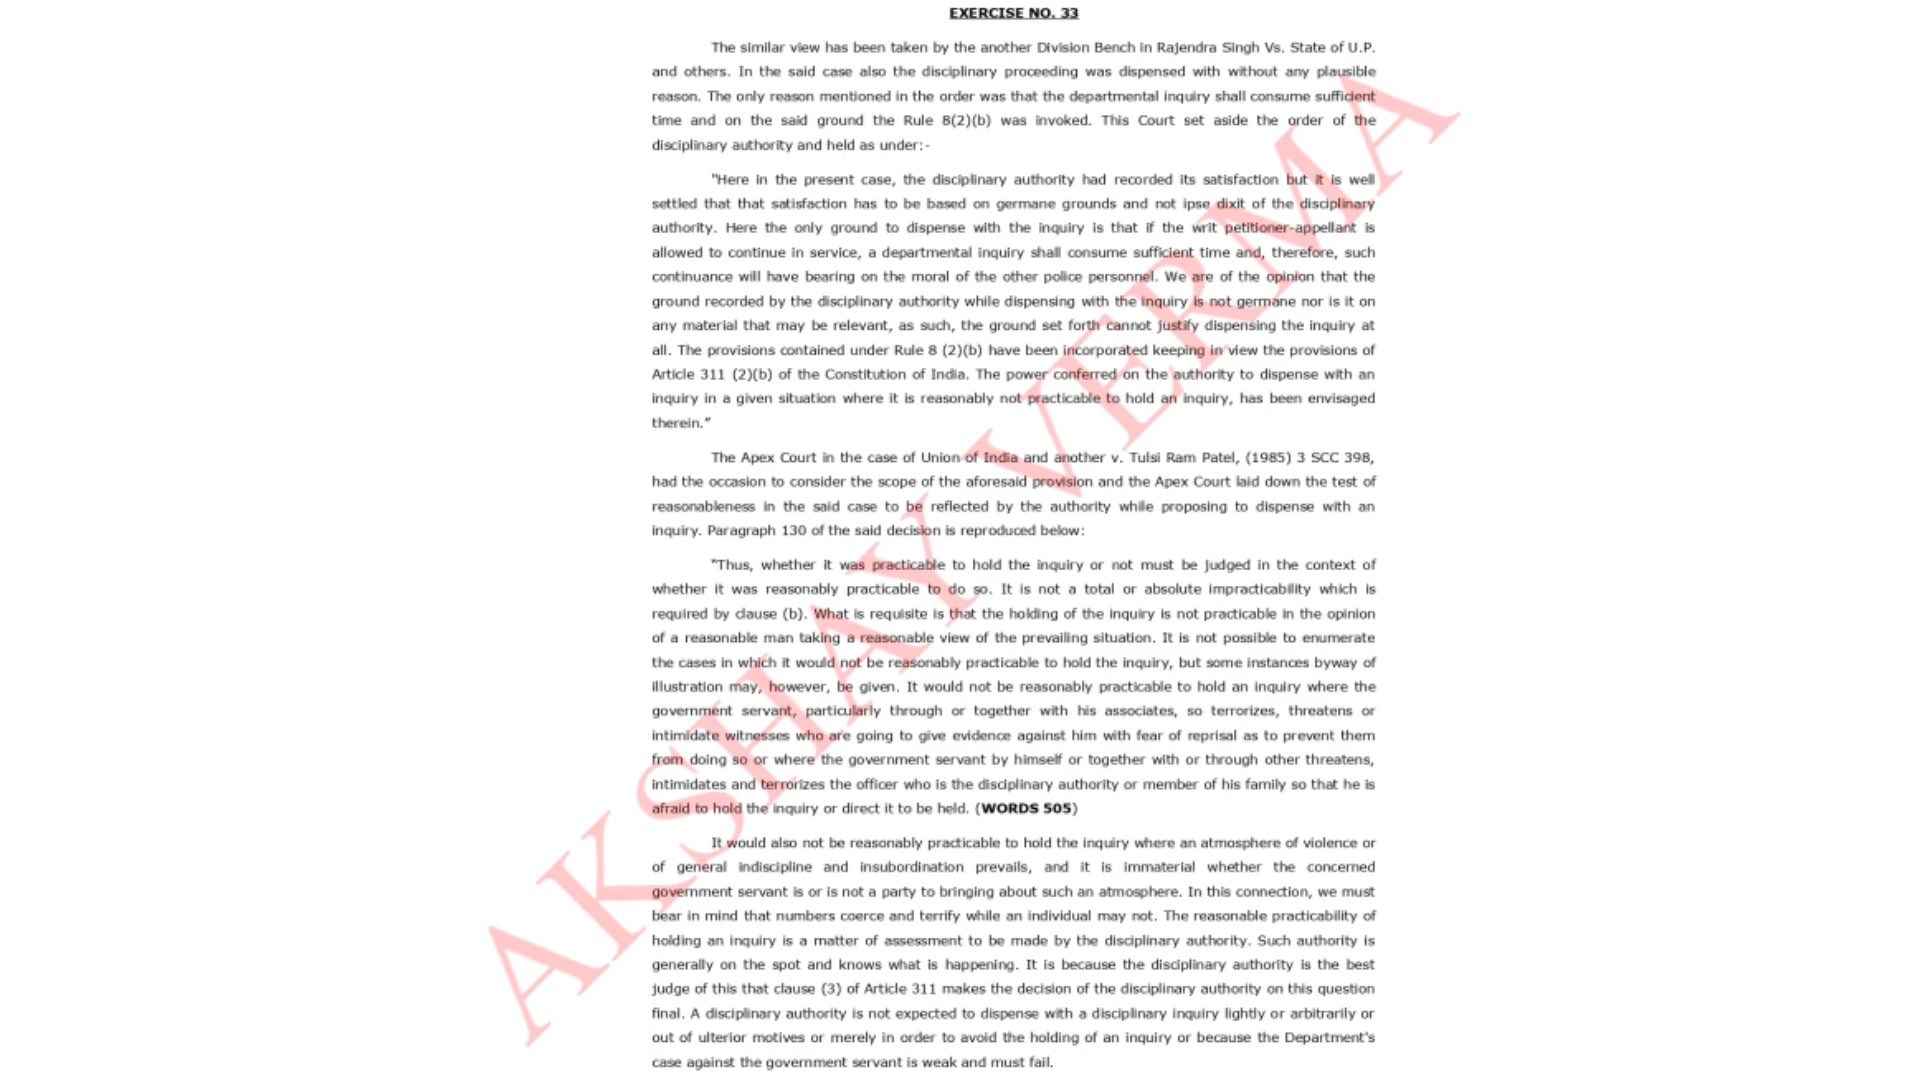 EXERCISE NO. 33
The similar view has been taken by the another Division Bench in Rajendra Singh Vs. State of U.P.
and others. In the said case also the disciplinary proceeding was dispensed with without any plausible
reason. The only reason mentioned in the order was that the departmental inquiry shall consume sufficient
time and on the said ground the Rule 8(2)(b) was invoked. This Court set aside the order of the
disciplinary authority and held as under:-
"Here in the present case, the disciplinary authority had recorded its satisfaction but it is well
settled that that satisfaction has to be based on germane grounds and not ipse dixit of the disciplinary
authority. Here the only ground to dispense with the inquiry is that if the writ petitioner-appellant is
allowed to continue in service, a departmental inquiry shall consume sufficient time and, therefore, such
continuance will have bearing on the moral of the other police personnel. We are of the opinion that the
ground recorded by the disciplinary authority while dispensing with the inquiry is not germane nor is it on
any material that may be relevant, as such, the ground set forth cannot justify dispensing the inquiry at
all. The provisions contained under Rule 8 (2)(b) have been incorporated keeping in view the provisions of
Article 311 (2)(b) of the Constitution of India. The power conferred on the authority to dispense with an
inquiry in a given situation where it is reasonably not practicable to hold an inquiry, has been envisaged
therein.”
The Apex Court in the case of Union of India and another v. Tulsi Ram Patel, (1985) 3 SCC 398,
had the occasion to consider the scope of the aforesaid provision and the Apex Court laid down the test of
reasonableness in the said case to be reflected by the authority while proposing to dispense with an
inquiry. Paragraph 130 of the said decision is reproduced below:
"Thus, whether it was practicable to hold the inquiry or not must be judged in the context of
whether it was reasonably practicable to do so. It is not a total or absolute impracticability which is
required by clause (b). What is requisite is that the holding of the inquiry is not practicable in the opinion
of a reasonable man taking a reasonable view of the prevailing situation. It is not possible to enumerate
the cases in which it would not be reasonably practicable to hold the inquiry, but some instances byway of
illustration may, however, be given. It would not be reasonably practicable to hold an inquiry where the
government servant, particularly through or together with his associates, so terrorizes, threatens or
intimidate witnesses who are going to give evidence against him with fear of reprisal as to prevent them
from doing so or where the government servant by himself or together with or through other threatens,
intimidates and terrorizes the officer who is the disciplinary authority or member of his family so that he is
afraid to hold the inquiry or direct it to be held. (WORDS 505)
It would also not be reasonably practicable to hold the inquiry where an atmosphere of violence or
of general indiscipline and insubordination prevails, and it is immaterial whether the concerned
government servant is or is not a party to bringing about such an atmosphere. In this connection, we must
bear in mind that numbers coerce and terrify while an individual may not. The reasonable practicability of
holding an inquiry is a matter of assessment to be made by the disciplinary authority. Such authority is
generally on the spot and knows what is happening. It is because the disciplinary authority is the best
judge of this that clause (3) of Article 311 makes the decision of the disciplinary authority on this question
final. A disciplinary authority is not expected to dispense with a disciplinary inquiry lightly or arbitrarily or
out of ulterior motives or merely in order to avoid the holding of an inquiry or because the Department's
case against the government servant is weak and must fail.
AKSHAY VERMA